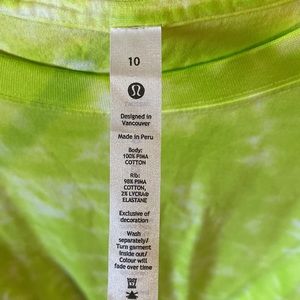 10
Designed in
Vancouver
Made in Peru
Body:
100% PIMA
COTTON
Rib:
98% PIMA
COTTON,
2% LYCRA®
ELASTANE
Exclusive of
decoration
Wash
separately/
Turn garment
inside out/
Colour will
fade over time